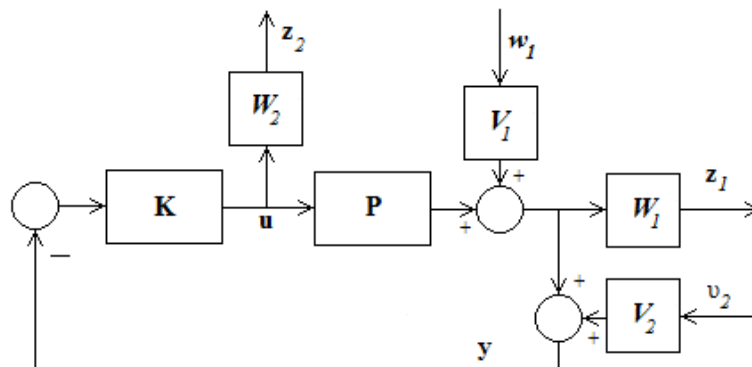 z₂
w₁
W₂
V₁
+
K
u
P
+
W₁
z₁
−
+
+
V₂
υ₂
y